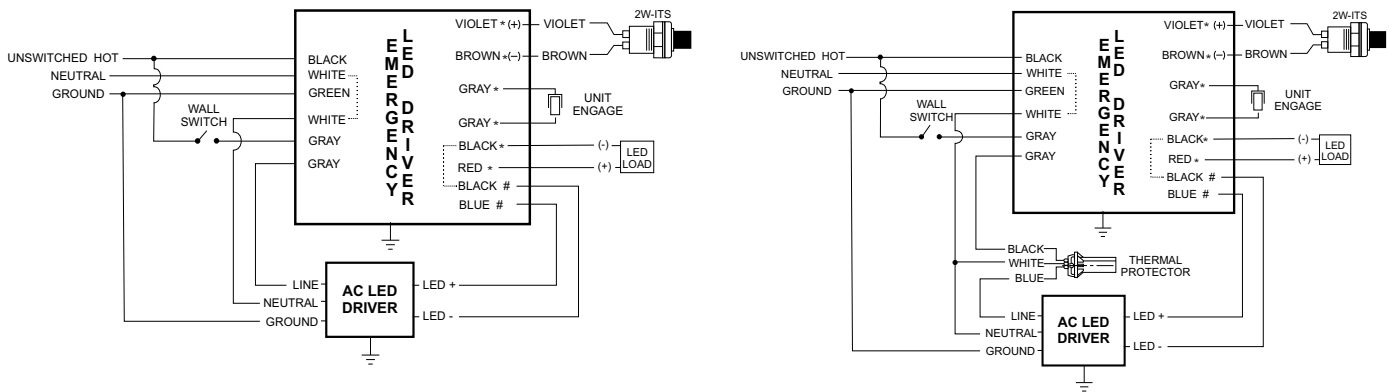 2W-ITS
VIOLET * (+) VIOLET
UNSWITCHED HOT
BLACK
BROWN *(–) BROWN
NEUTRAL
WHITE
GROUND
GREEN
GRAY *
UNIT
ENGAGE
WALL
SWITCH
WHITE
GRAY *
GRAY
BLACK *
(-)
LED
LOAD
GRAY
RED *
(+)
BLACK #
BLUE #
EMERGENCY
LED DRIVER
LINE
LED +
AC LED
DRIVER
NEUTRAL
GROUND
LED -
2W-ITS
VIOLET* (+) VIOLET
UNSWITCHED HOT
BLACK
BROWN*(–) BROWN
NEUTRAL
WHITE
GROUND
GREEN
GRAY*
UNIT
ENGAGE
WALL
SWITCH
WHITE
GRAY*
GRAY
BLACK*
(-)
LED
LOAD
GRAY
RED *
(+)
BLACK #
BLUE #
EMERGENCY
LED DRIVER
BLACK
WHITE
BLUE
THERMAL
PROTECTOR
LINE
LED +
AC LED
DRIVER
NEUTRAL
GROUND
LED -